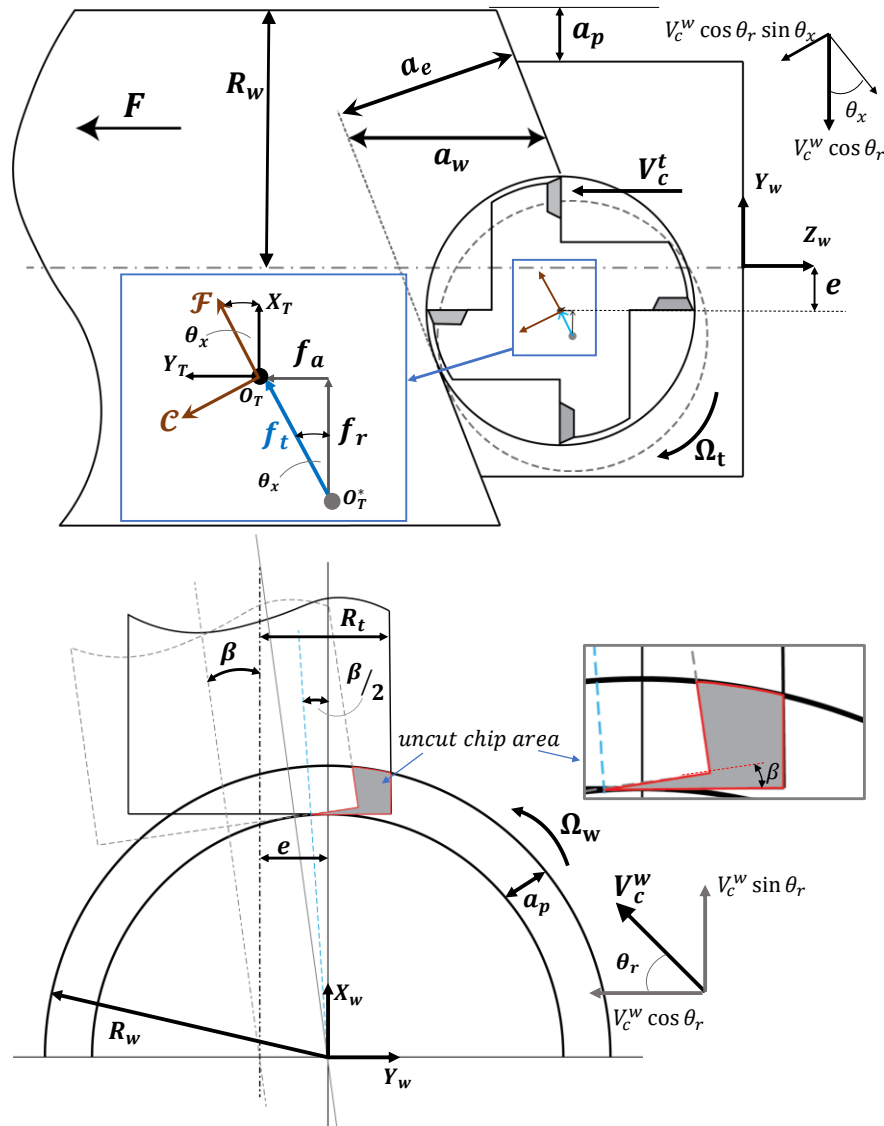 a_p
V_c^w cos θ_r sin θ_x
R_w
a_e
F
θ_x
a_w
V_c^w cos θ_r
V_c^t
Y_w
Z_w
e
ℱ
X_T
θ_x
f_a
Y_T
O_T
𝒞
f_t
f_r
θ_x
O_T^*
Ω_t
R_t
β
β/2
uncut chip area
β
Ω_w
e
a_p
V_c^w
V_c^w sin θ_r
θ_r
X_w
V_c^w cos θ_r
R_w
Y_w